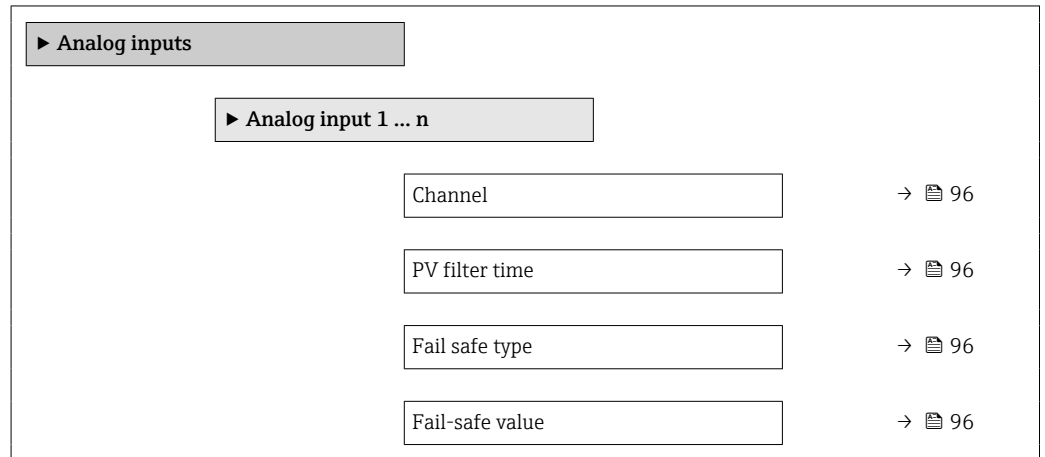 ▶ Analog inputs
▶ Analog input 1 … n
Channel → 96
PV filter time → 96
Fail safe type → 96
Fail-safe value → 96